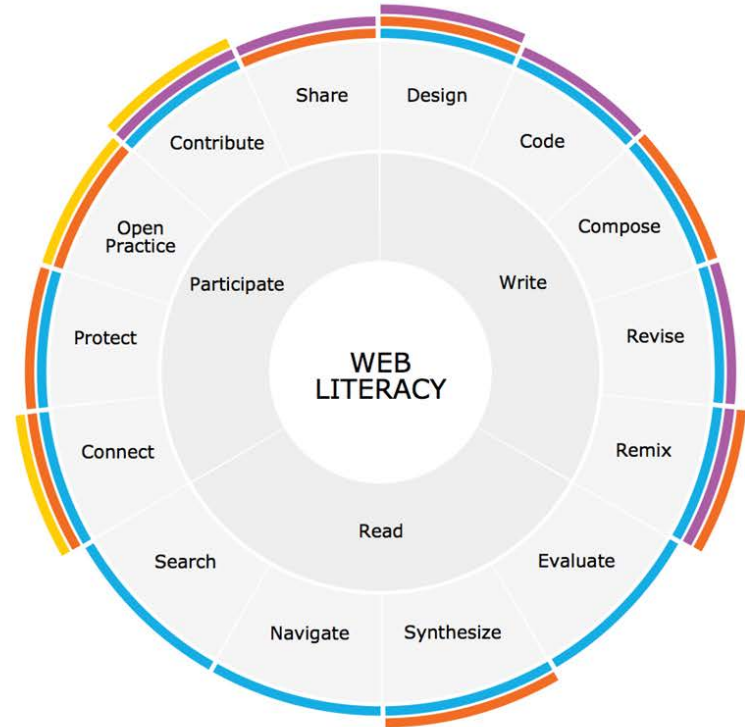 Share
Design
Contribute
Code
Open
Practice
Compose
Participate
Write
Protect
Revise
WEB
LITERACY
Connect
Remix
Read
Search
Evaluate
Navigate
Synthesize